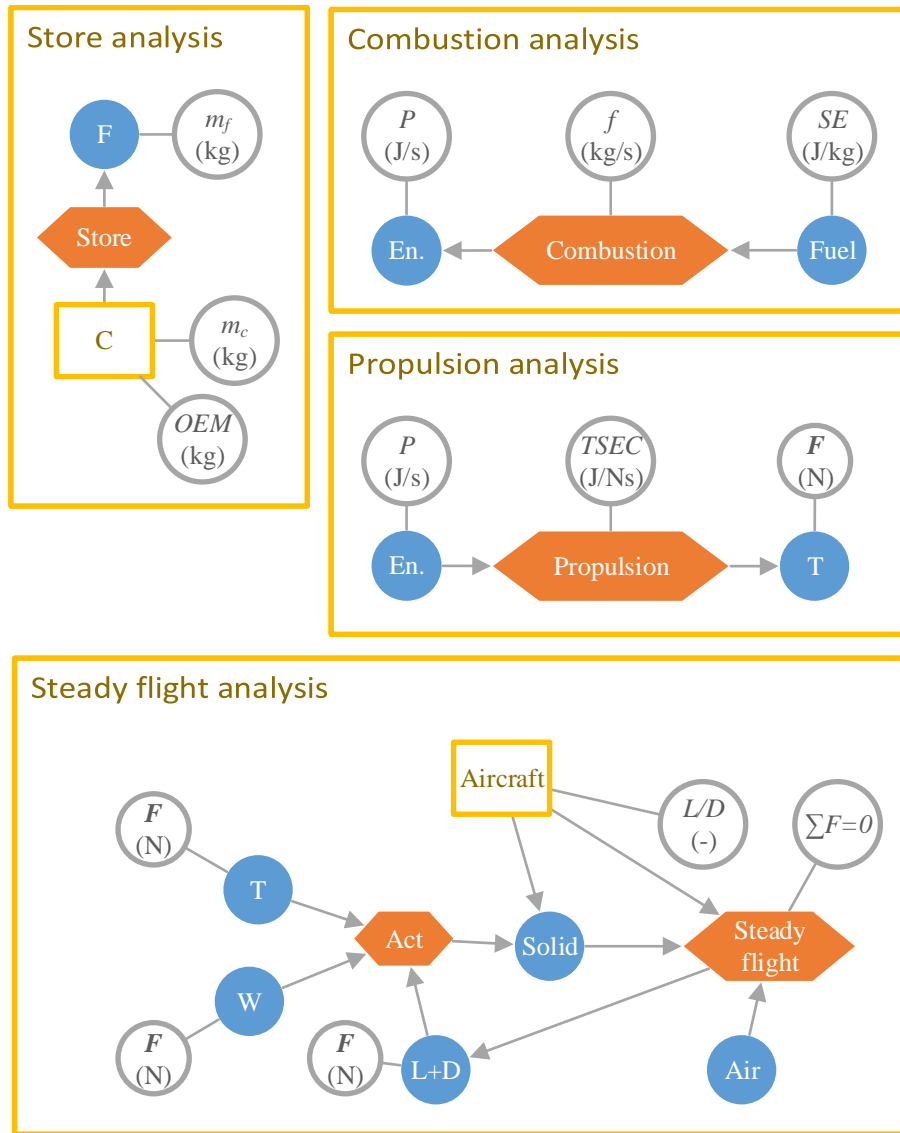 Store analysis
F
m_f
(kg)
Store
C
m_c
(kg)
OEM
(kg)
Combustion analysis
P
(J/s)
f
(kg/s)
SE
(J/kg)
En.
Combustion
Fuel
Propulsion analysis
P
(J/s)
TSEC
(J/Ns)
F
(N)
En.
Propulsion
T
Steady flight analysis
Aircraft
F
(N)
L/D
(-)
∑F=0
T
Act
Solid
Steady
flight
W
F
(N)
F
(N)
L+D
Air